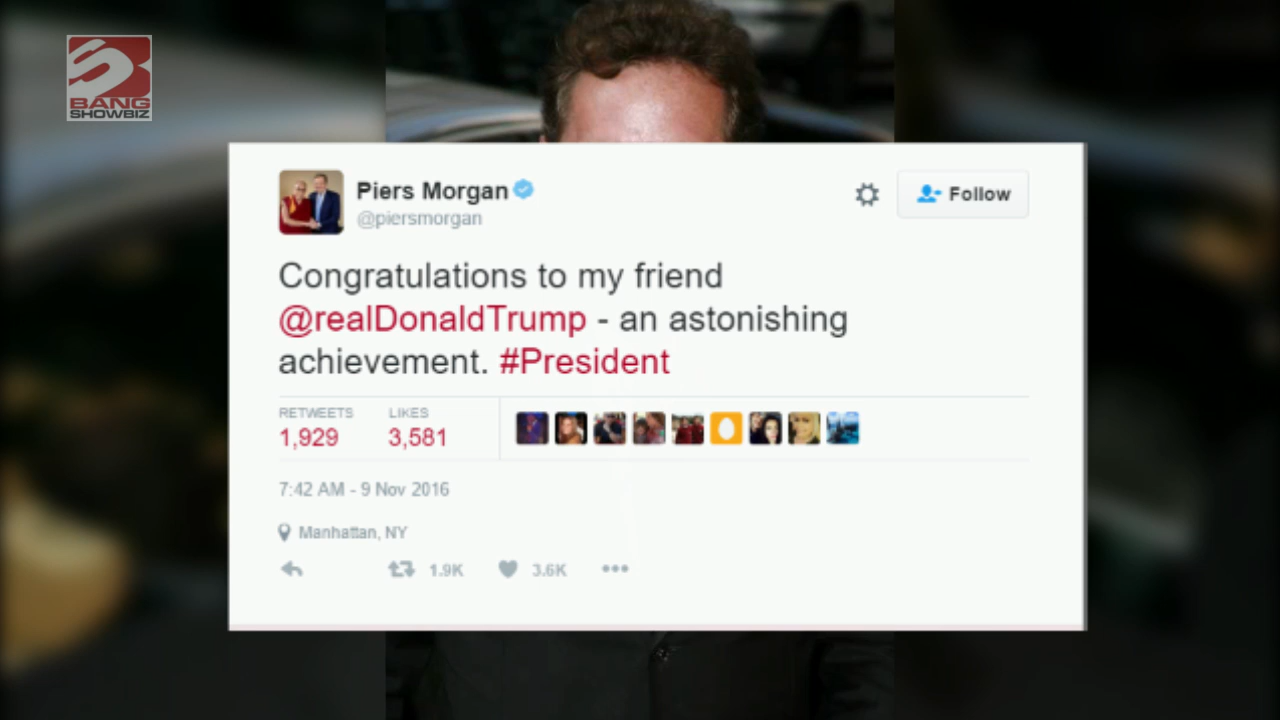 BANG
SHOWBIZ
Piers Morgan
@piersmorgan
Follow
Congratulations to my friend
@realDonaldTrump - an astonishing
achievement. #President
RETWEETS LIKES
1,929 3,581
7:42 AM - 9 Nov 2016
Manhattan, NY
1.9K 3.6K